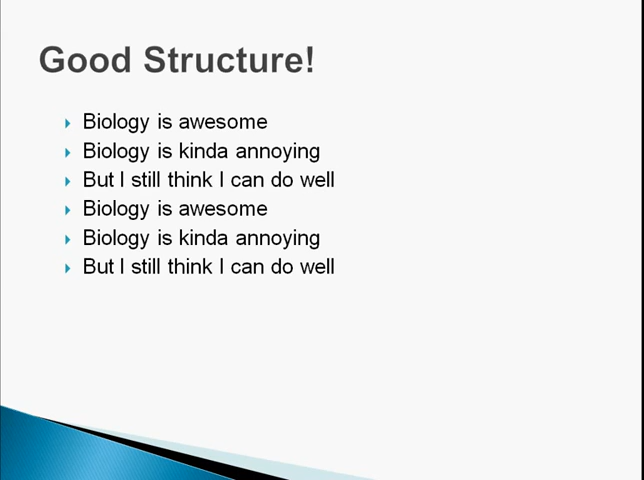 Good Structure!
Biology is awesome
Biology is kinda annoying
But I still think I can do well
Biology is awesome
Biology is kinda annoying
But I still think I can do well